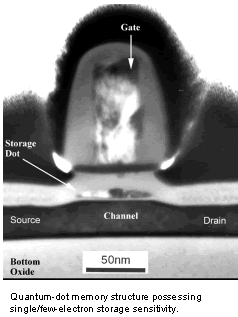 Gate
Storage
Dot
Source
Channel
Drain
Bottom
Oxide
50nm
Quantum-dot memory structure possessing
single/few-electron storage sensitivity.